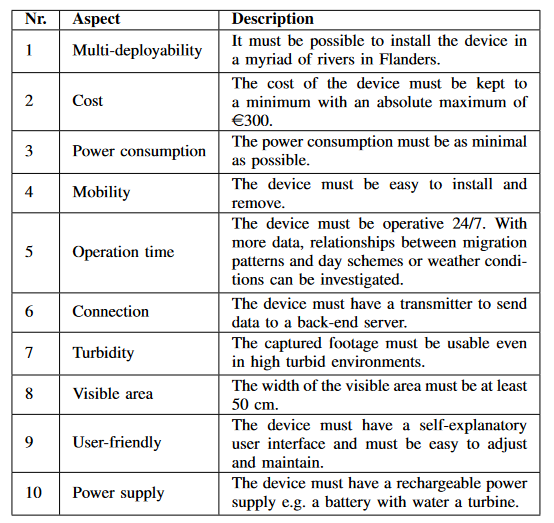 Nr. Aspect Description
1 Multi-deployability It must be possible to install the device in
a myriad of rivers in Flanders.
2 Cost The cost of the device must be kept to
a minimum with an absolute maximum of
€300.
3 Power consumption The power consumption must be as minimal
as possible.
4 Mobility The device must be easy to install and
remove.
5 Operation time The device must be operative 24/7. With
more data, relationships between migration
patterns and day schemes or weather condi-
tions can be investigated.
6 Connection The device must have a transmitter to send
data to a back-end server.
7 Turbidity The captured footage must be usable even
in high turbid environments.
8 Visible area The width of the visible area must be at least
50 cm.
9 User-friendly The device must have a self-explanatory
user interface and must be easy to adjust
and maintain.
10 Power supply The device must have a rechargeable power
supply e.g. a battery with water a turbine.